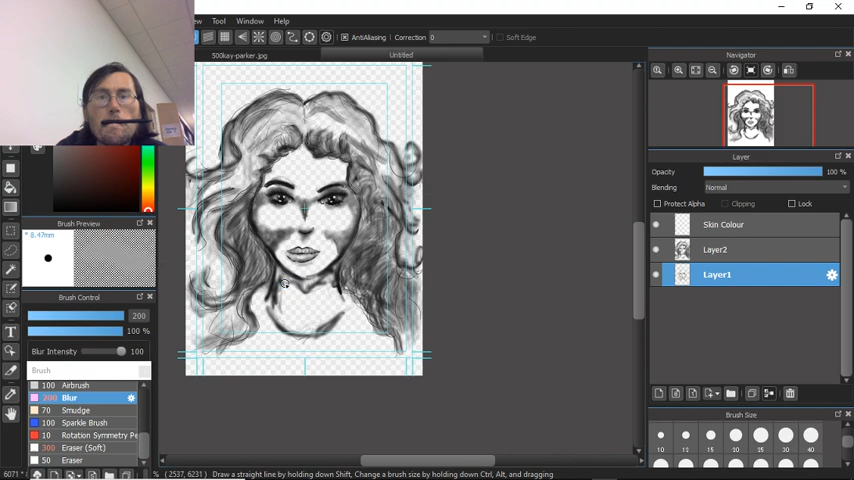 ew Tool Window Help
AntiAliasing Correction 0 Soft Edge
500kay-parker.jpg Untitled
Navigator
Layer
Opacity 100 %
Blending Normal
Protect Alpha Clipping Lock
Skin Colour
Layer2
Layer1
Brush Preview
* 8.47mm
Brush Control
200
100 %
Blur Intensity 100
Brush
100 Airbrush
200 Blur
70 Smudge
100 Sparkle Brush
10 Rotation Symmetry Pe
300 Eraser (Soft)
50 Eraser
Brush Size
10 12 15 20 25 30 40
% ( 2537, 6231) Draw a straight line by holding down Shift, Change a brush size by holding down Ctrl, Alt, and dragging